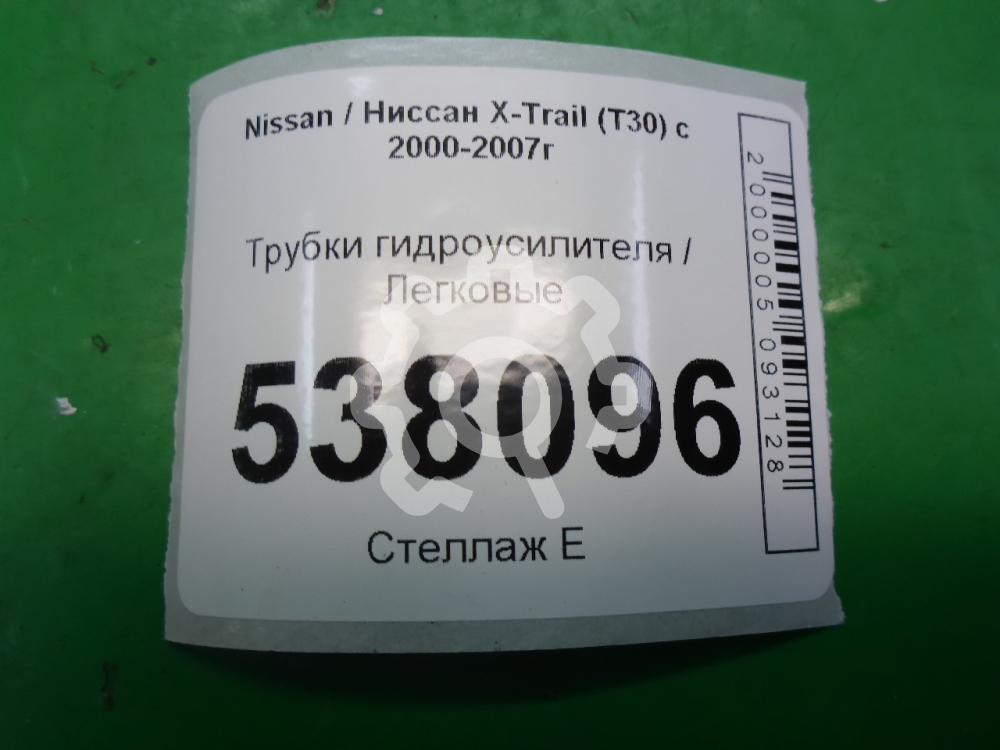 Nissan / Ниссан X-Trail (T30) с
2000-2007г
Трубки гидроусилителя /
Легковые
538096
Стеллаж Е
2000005093128